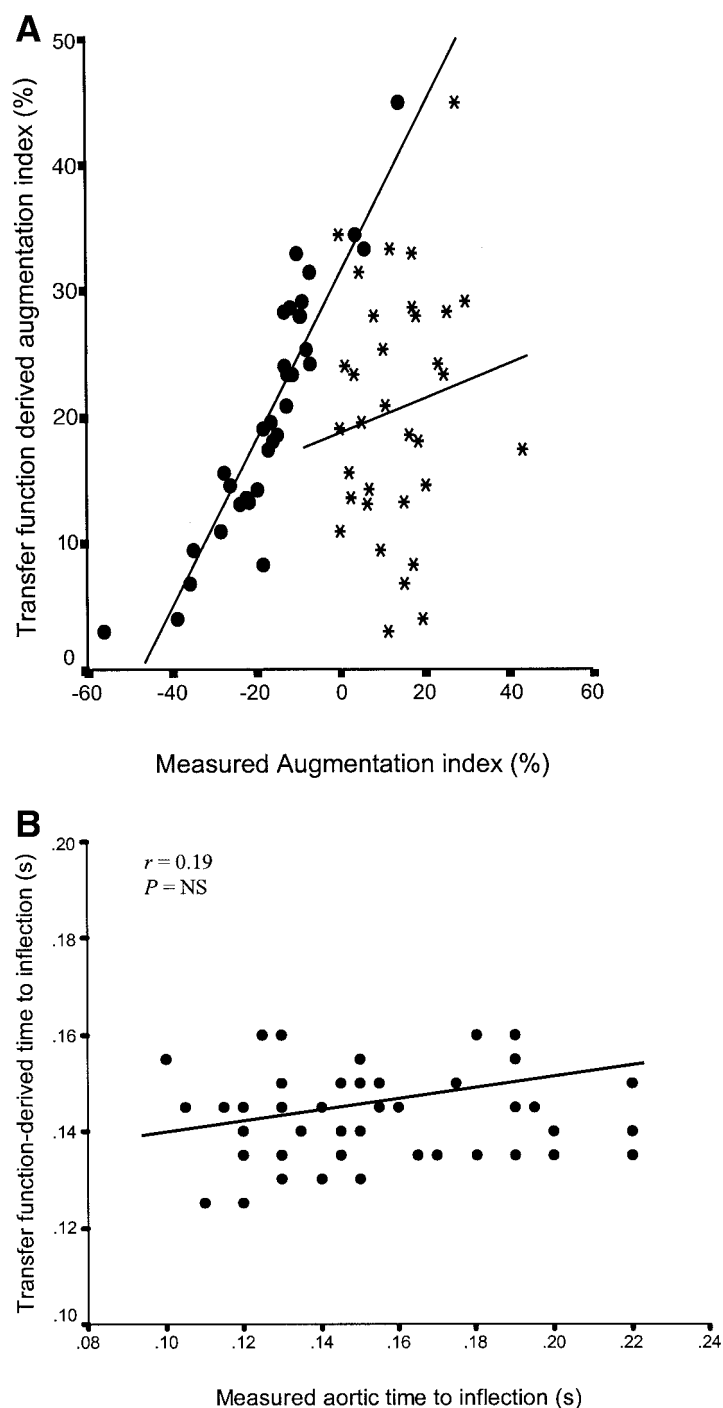 A
Transfer function derived augmentation index (%)
50
40
30
20
10
0
-60 -40 -20 0 20 40 60
Measured Augmentation index (%)
B
Transfer function-derived time to inflection (s)
r = 0.19
P = NS
.20
.18
.16
.14
.12
.10
.08 .10 .12 .14 .16 .18 .20 .22 0.24
Measured aortic time to inflection (s)